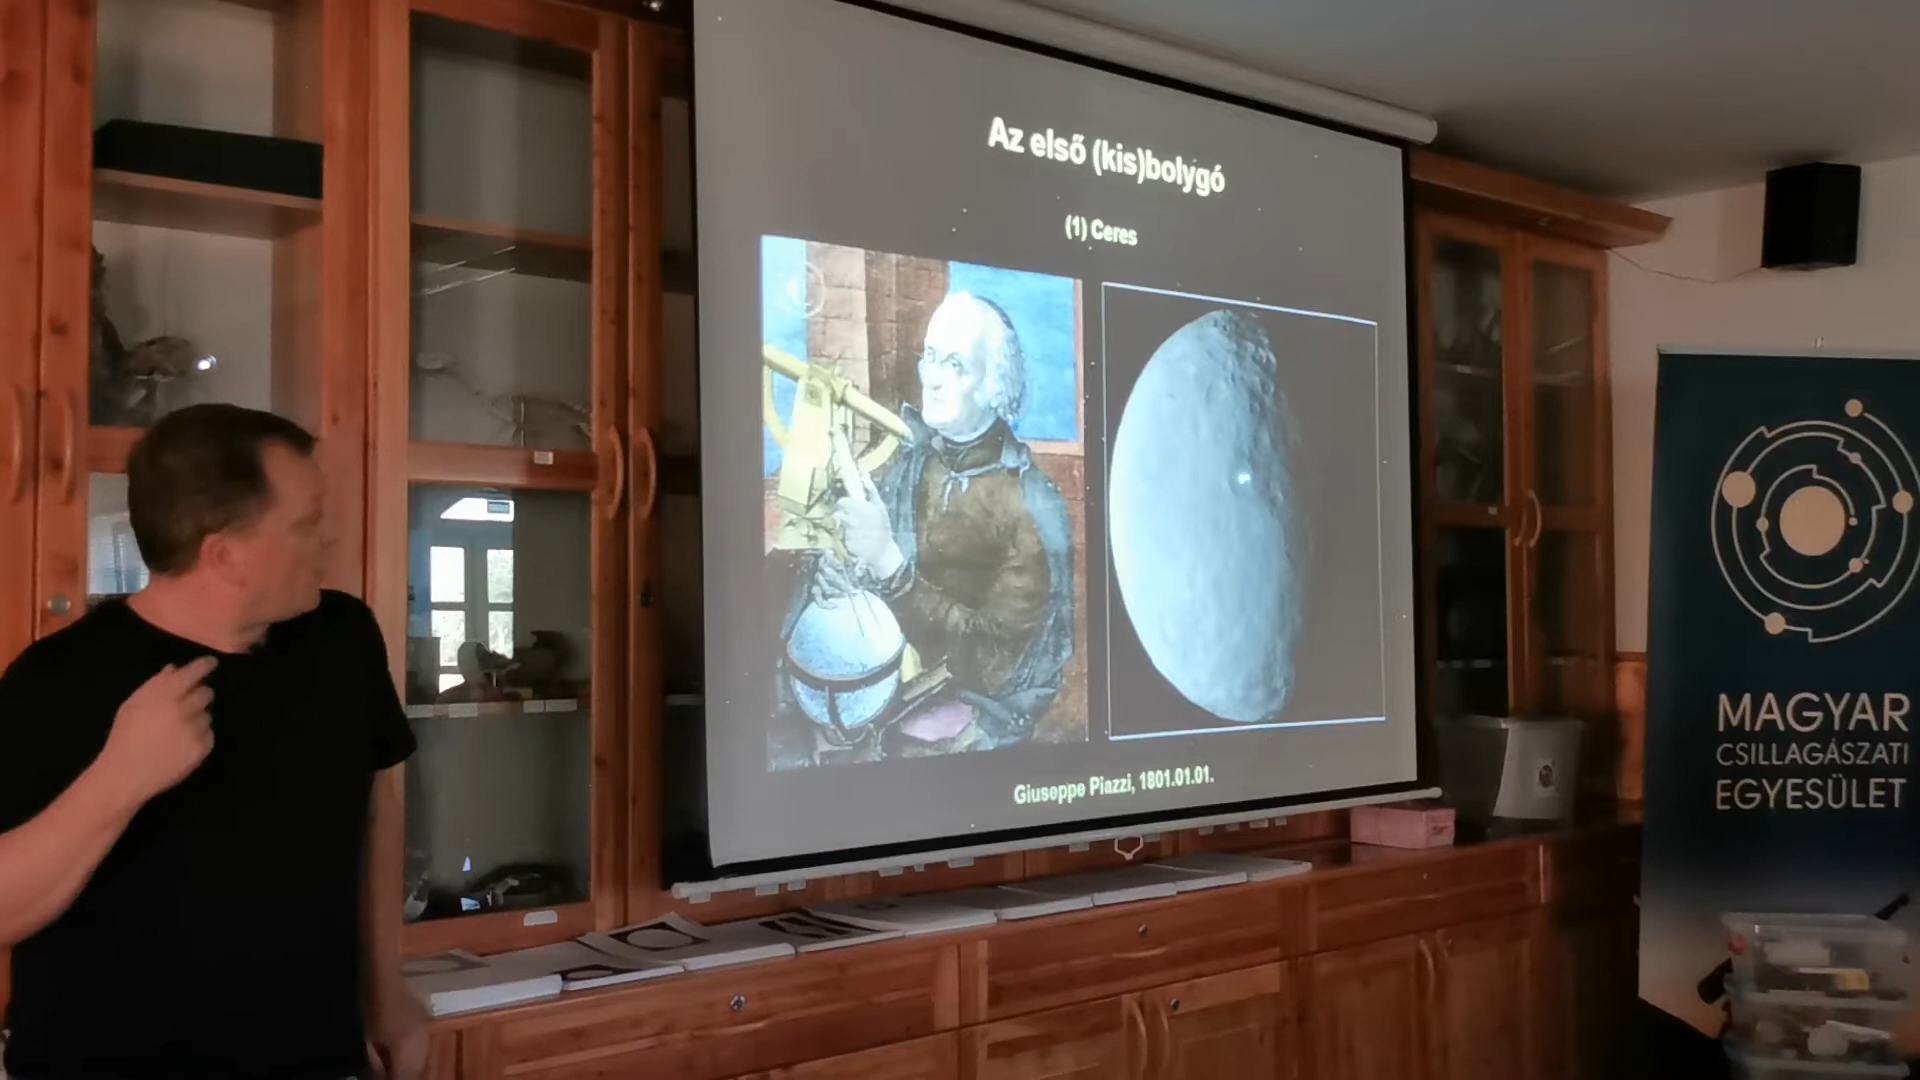 Az első (kis)bolygó
(1) Ceres
Giuseppe Piazzi, 1801.01.01.
MAGYAR
CSILLAGÁSZATI
EGYESÜLET